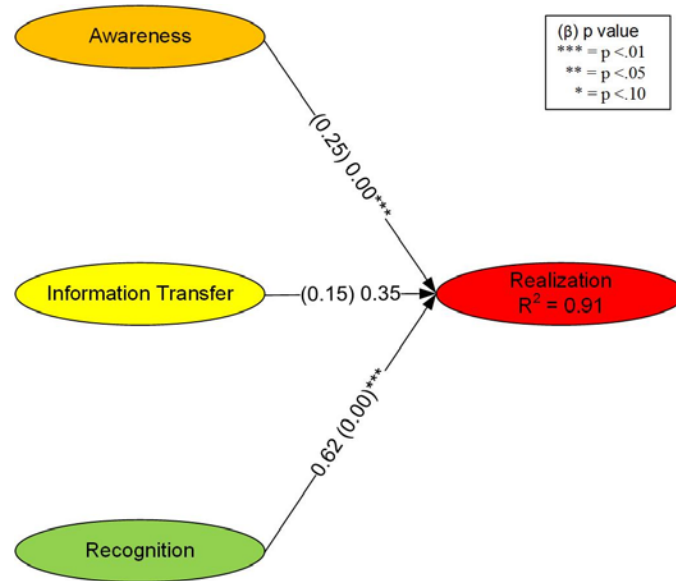 Awareness
(β) p value
*** = p <.01
** = p <.05
* = p <.10
(0.25) 0.00***
Information Transfer
(0.15) 0.35
Realization
R² = 0.91
0.62 (0.00)***
Recognition